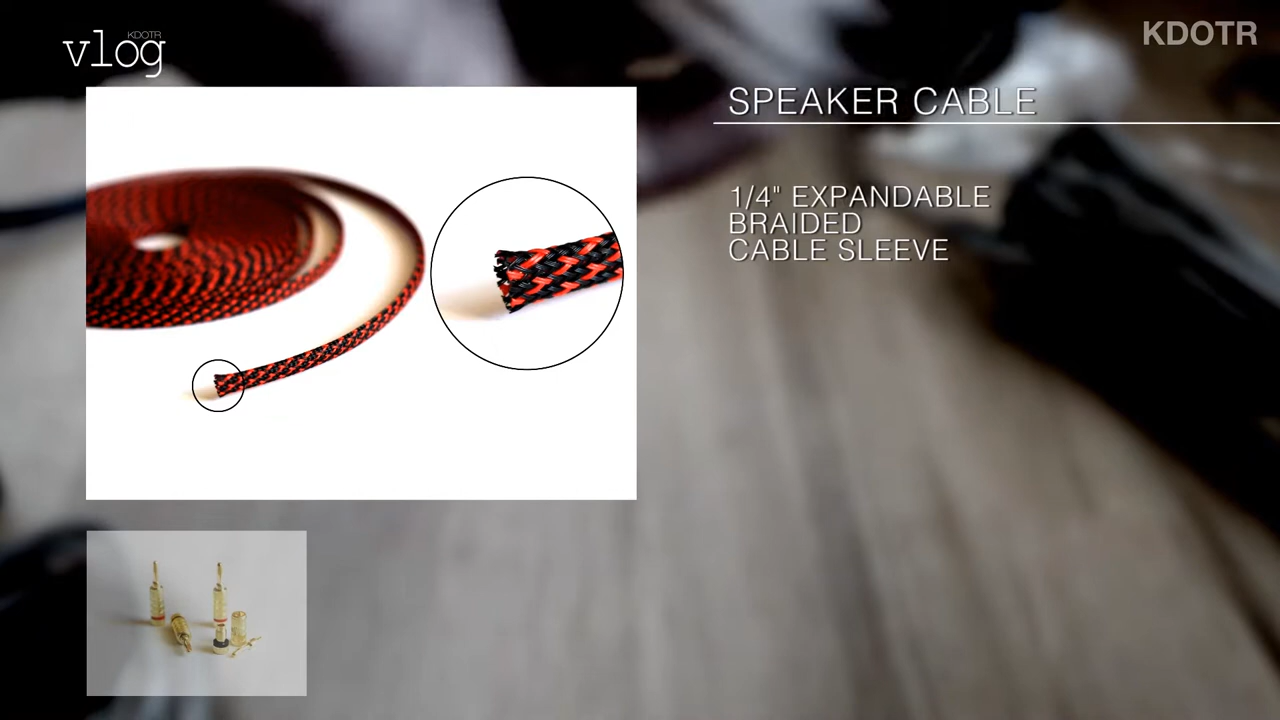 KDOTR
vlog
KDOTR
SPEAKER CABLE
1/4" EXPANDABLE
BRAIDED
CABLE SLEEVE